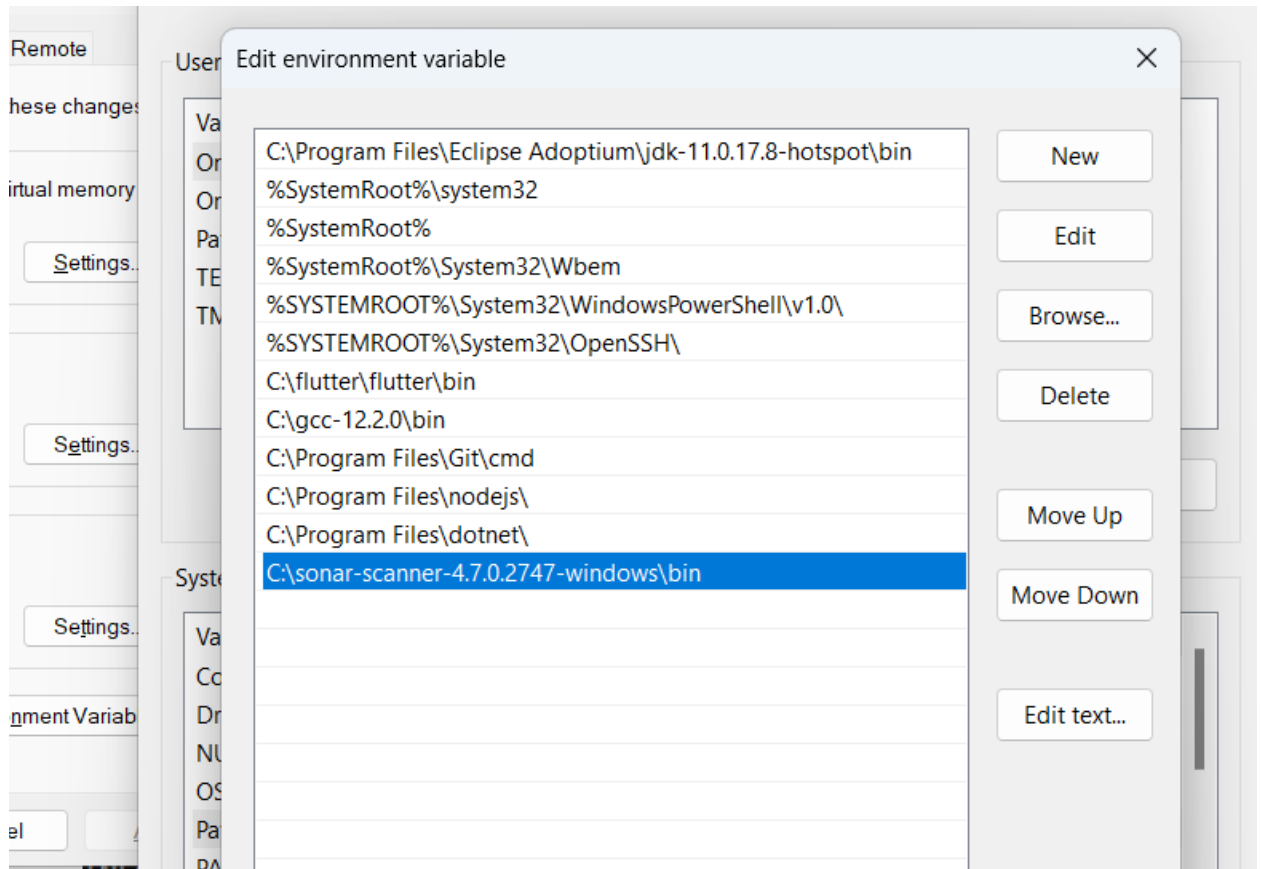 Remote
User
Edit environment variable
hese change
Va
C:\Program Files\Eclipse Adoptium\jdk-11.0.17.8-hotspot\bin
New
Or
irtual memory
%SystemRoot%\system32
Or
%SystemRoot%
Edit
Pa
Settings..
%SystemRoot%\System32\Wbem
TE
%SYSTEMROOT%\System32\WindowsPowerShell\v1.0\
Browse...
%SYSTEMROOT%\System32\OpenSSH\
C:\flutter\flutter\bin
Delete
C:\gcc-12.2.0\bin
Settings..
C:\Program Files\Git\cmd
C:\Program Files\nodejs\
Move Up
C:\Program Files\dotnet\
Syste
C:\sonar-scanner-4.7.0.2747-windows\bin
Move Down
Settings..
Va
Co
nment Variab
Dr
Edit text...
NU
OS
el
Pa
PA